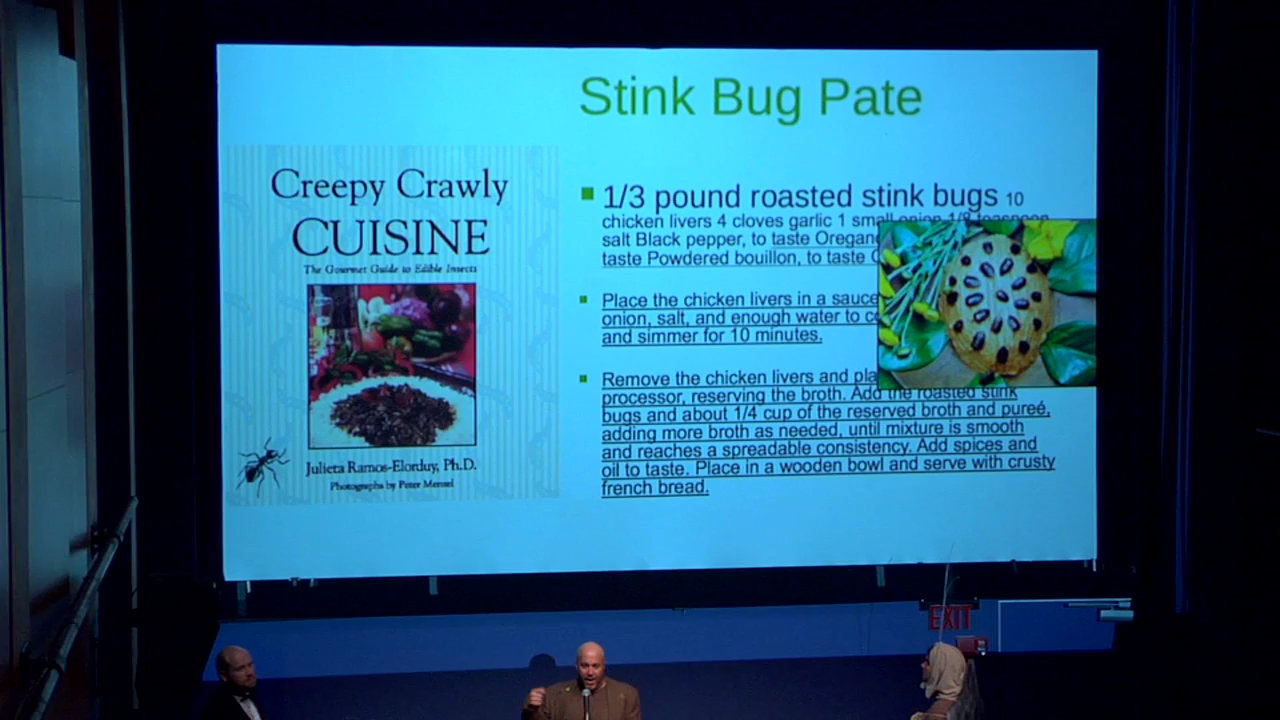 Stink Bug Pate
Creepy Crawly
CUISINE
The Gourmet Guide to Edible Insects
Julieta Ramos-Elorduy, Ph.D.
Photographs by Peter Menzel
1/3 pound roasted stink bugs 10
chicken livers 4 cloves garlic 1 small onion 1/8 teaspoon
salt Black pepper, to taste Oregan
taste Powdered bouillon, to taste
Place the chicken livers in a sauce
onion, salt, and enough water to c
and simmer for 10 minutes.
Remove the chicken livers and pla
processor, reserving the broth. Add the roasted stink
bugs and about 1/4 cup of the reserved broth and pureé,
adding more broth as needed, until mixture is smooth
and reaches a spreadable consistency. Add spices and
oil to taste. Place in a wooden bowl and serve with crusty
french bread.
EXIT